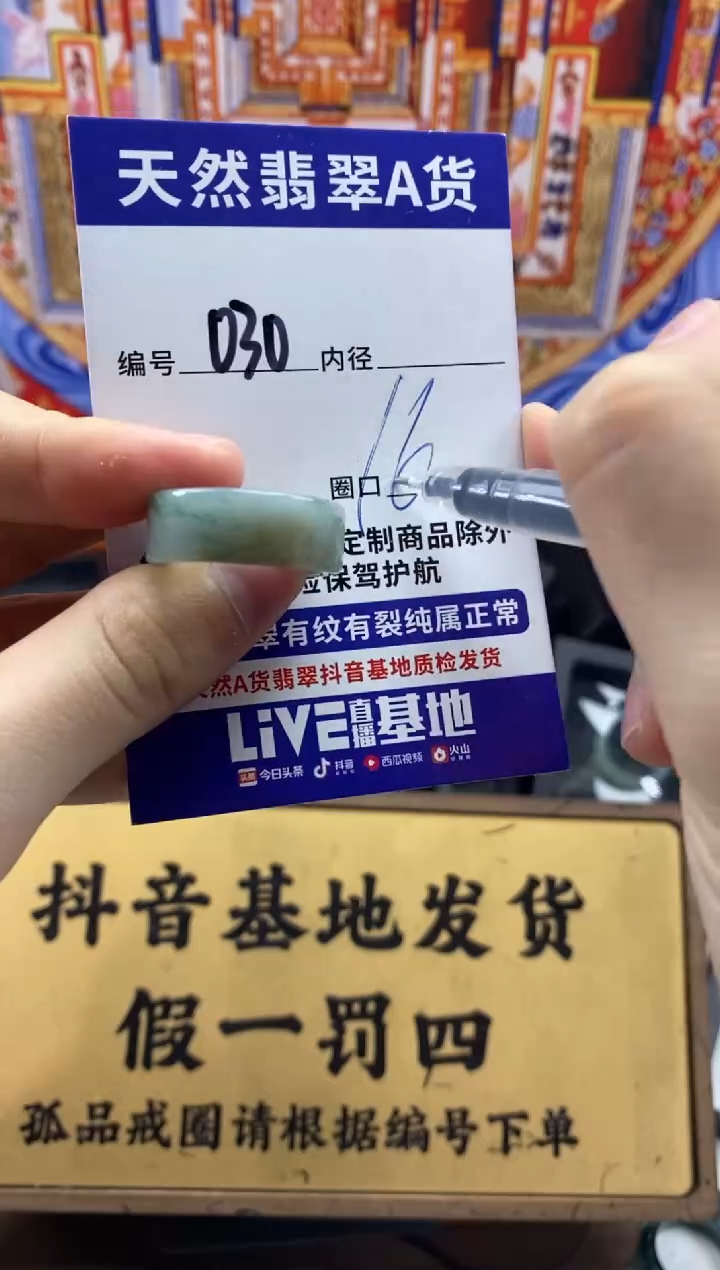 天然翡翠A货
编号 030 内径
16
圈口
定制商品除外
保驾护航
翠有纹有裂纯属正常
然A货翡翠抖音基地质检发货
LiVE直播基地
头条 今日头条 抖音 西瓜视频 火山
抖音基地发货
假一罚四
孤品戒圈请根据编号下单